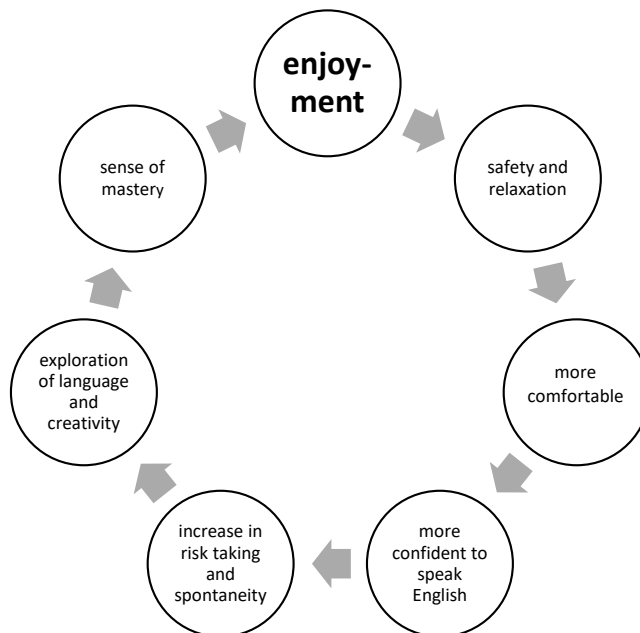 enjoy-
ment
safety and
relaxation
more
comfortable
more
confident to
speak
English
increase in
risk taking
and
spontaneity
exploration
of language
and
creativity
sense of
mastery